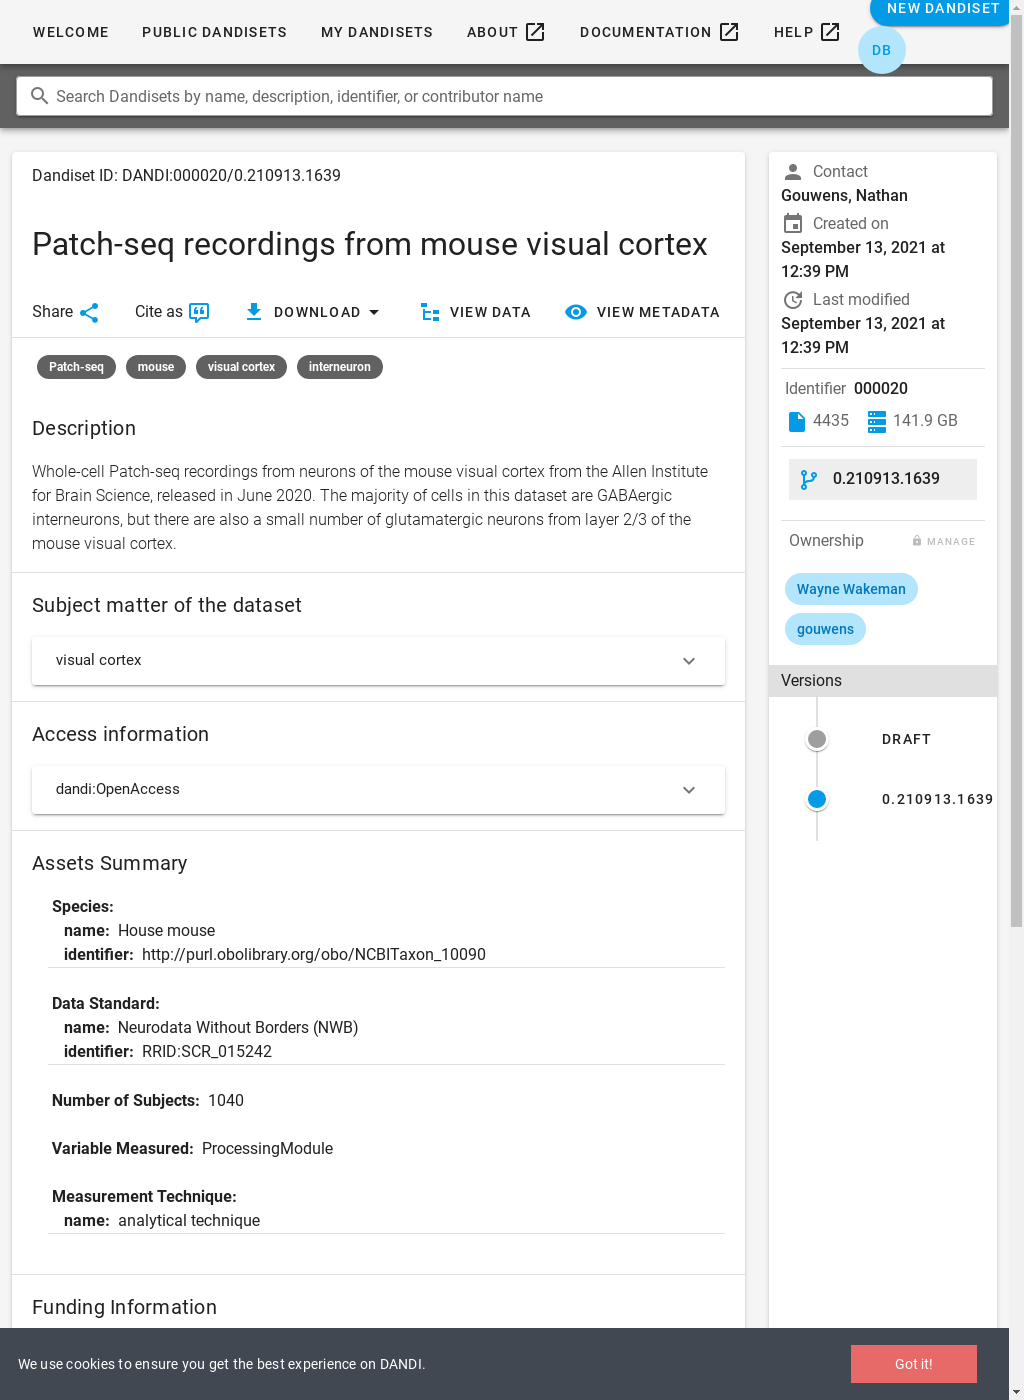 WELCOME
PUBLIC DANDISETS
MY DANDISETS
ABOUT
DOCUMENTATION
HELP
NEW DANDISET
DB
Search Dandisets by name, description, identifier, or contributor name
Dandiset ID: DANDI:000020/0.210913.1639
Patch-seq recordings from mouse visual cortex
Share
Cite as
DOWNLOAD
VIEW DATA
VIEW METADATA
Patch-seq
mouse
visual cortex
interneuron
Description
Whole-cell Patch-seq recordings from neurons of the mouse visual cortex from the Allen Institute
for Brain Science, released in June 2020. The majority of cells in this dataset are GABAergic
interneurons, but there are also a small number of glutamatergic neurons from layer 2/3 of the
mouse visual cortex.
Subject matter of the dataset
visual cortex
Access information
dandi:OpenAccess
Assets Summary
Species:
name: House mouse
identifier: http://purl.obolibrary.org/obo/NCBITaxon_10090
Data Standard:
name: Neurodata Without Borders (NWB)
identifier: RRID:SCR_015242
Number of Subjects: 1040
Variable Measured: ProcessingModule
Measurement Technique:
name: analytical technique
Funding Information
Contact
Gouwens, Nathan
Created on
September 13, 2021 at
12:39 PM
Last modified
September 13, 2021 at
12:39 PM
Identifier 000020
4435
141.9 GB
0.210913.1639
Ownership
MANAGE
Wayne Wakeman
gouwens
Versions
DRAFT
0.210913.1639
We use cookies to ensure you get the best experience on DANDI.
Got it!